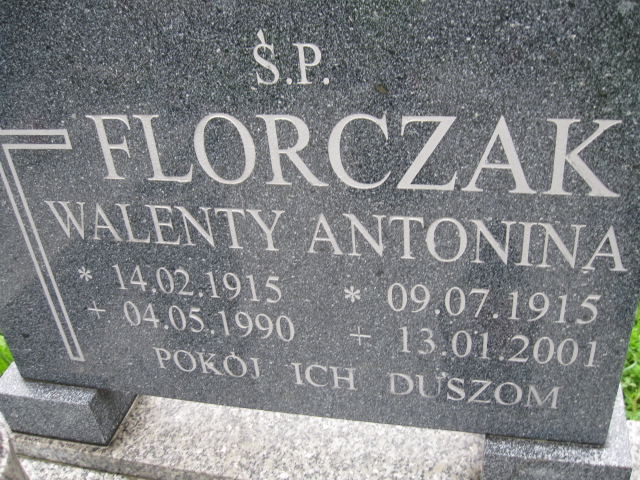 Ś.P.
FLORCZAK
WALENTY ANTONINA
* 14.02.1915 * 09.07.1915
+ 04.05.1990 + 13.01.2001
POKÓJ ICH DUSZOM